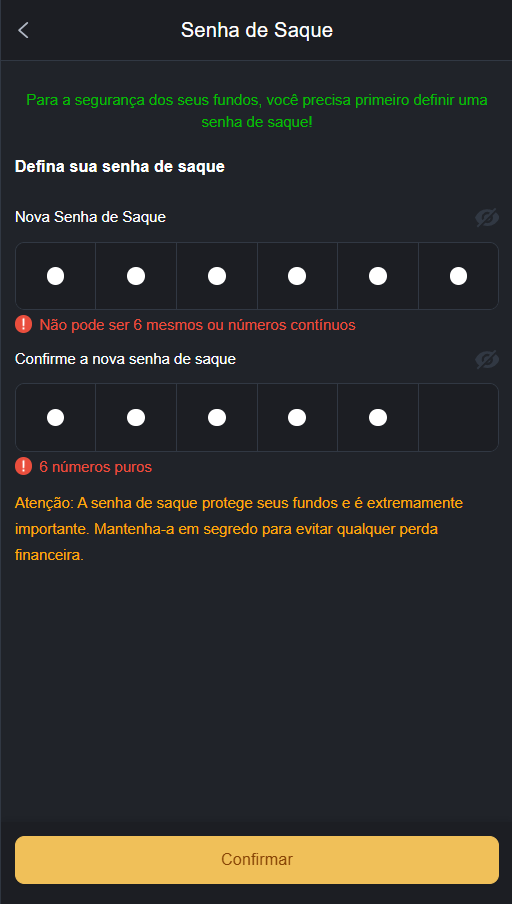 Senha de Saque
Para a segurança dos seus fundos, você precisa primeiro definir uma
senha de saque!
Defina sua senha de saque
Nova Senha de Saque
Não pode ser 6 mesmos ou números contínuos
Confirme a nova senha de saque
6 números puros
Atenção: A senha de saque protege seus fundos e é extremamente
importante. Mantenha-a em segredo para evitar qualquer perda
financeira.
Confirmar